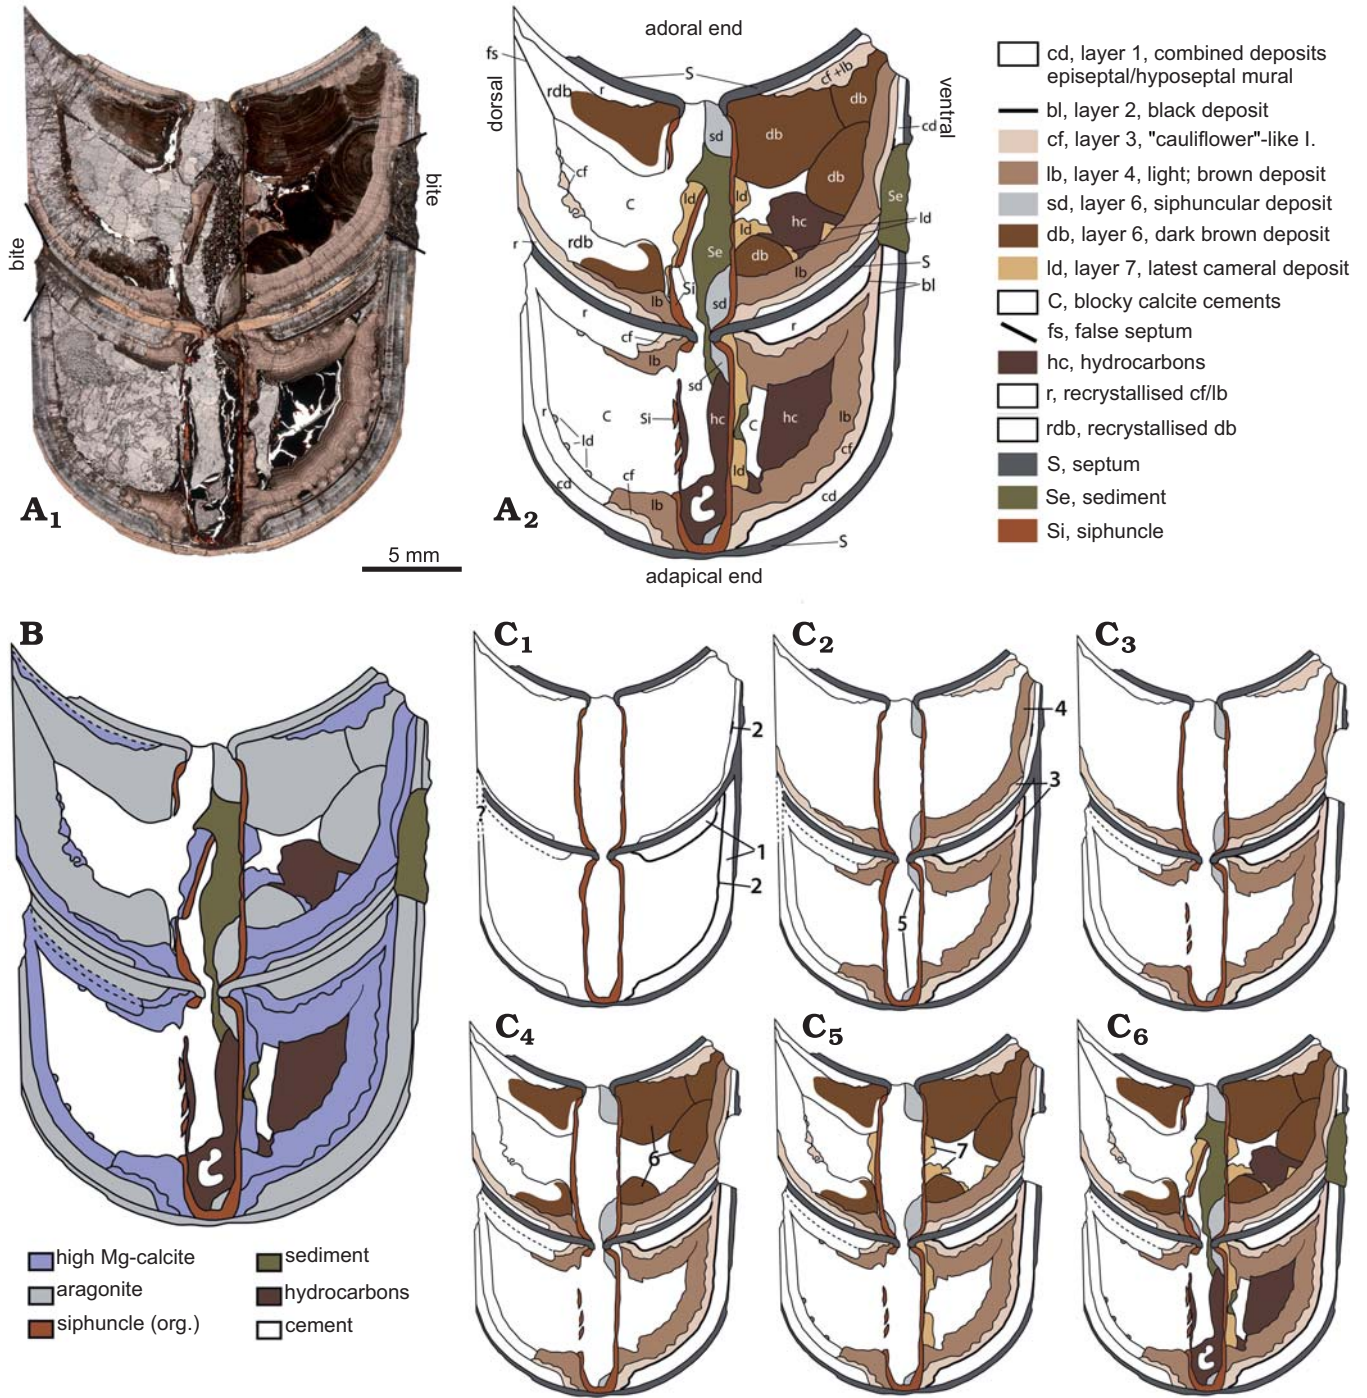 adoral end
fs
S
cf +lb
dorsal
rdb
r
db
ventral
sd
db
cd
cf
db
C
ld
ld
Se
hc
ld
r
rdb
ld
Se
db
S
lb
Si
bl
lb
sd
r
r
cf
lb
sd
C
Si
hc
C
hc
lb
r
ld
cf
ld
cf
cd
lb
cd
S
adapical end
bite
bite
A1
A2
5 mm
cd, layer 1, combined deposits
episeptal/hyposeptal mural
bl, layer 2, black deposit
cf, layer 3, "cauliflower"-like l.
lb, layer 4, light; brown deposit
sd, layer 6, siphuncular deposit
db, layer 6, dark brown deposit
ld, layer 7, latest cameral deposit
C, blocky calcite cements
fs, false septum
hc, hydrocarbons
r, recrystallised cf/lb
rdb, recrystallised db
S, septum
Se, sediment
Si, siphuncle
B
high Mg-calcite
aragonite
siphuncle (org.)
sediment
hydrocarbons
cement
C1
2
?
1
2
C2
4
3
5
C3
C4
6
C5
7
C6